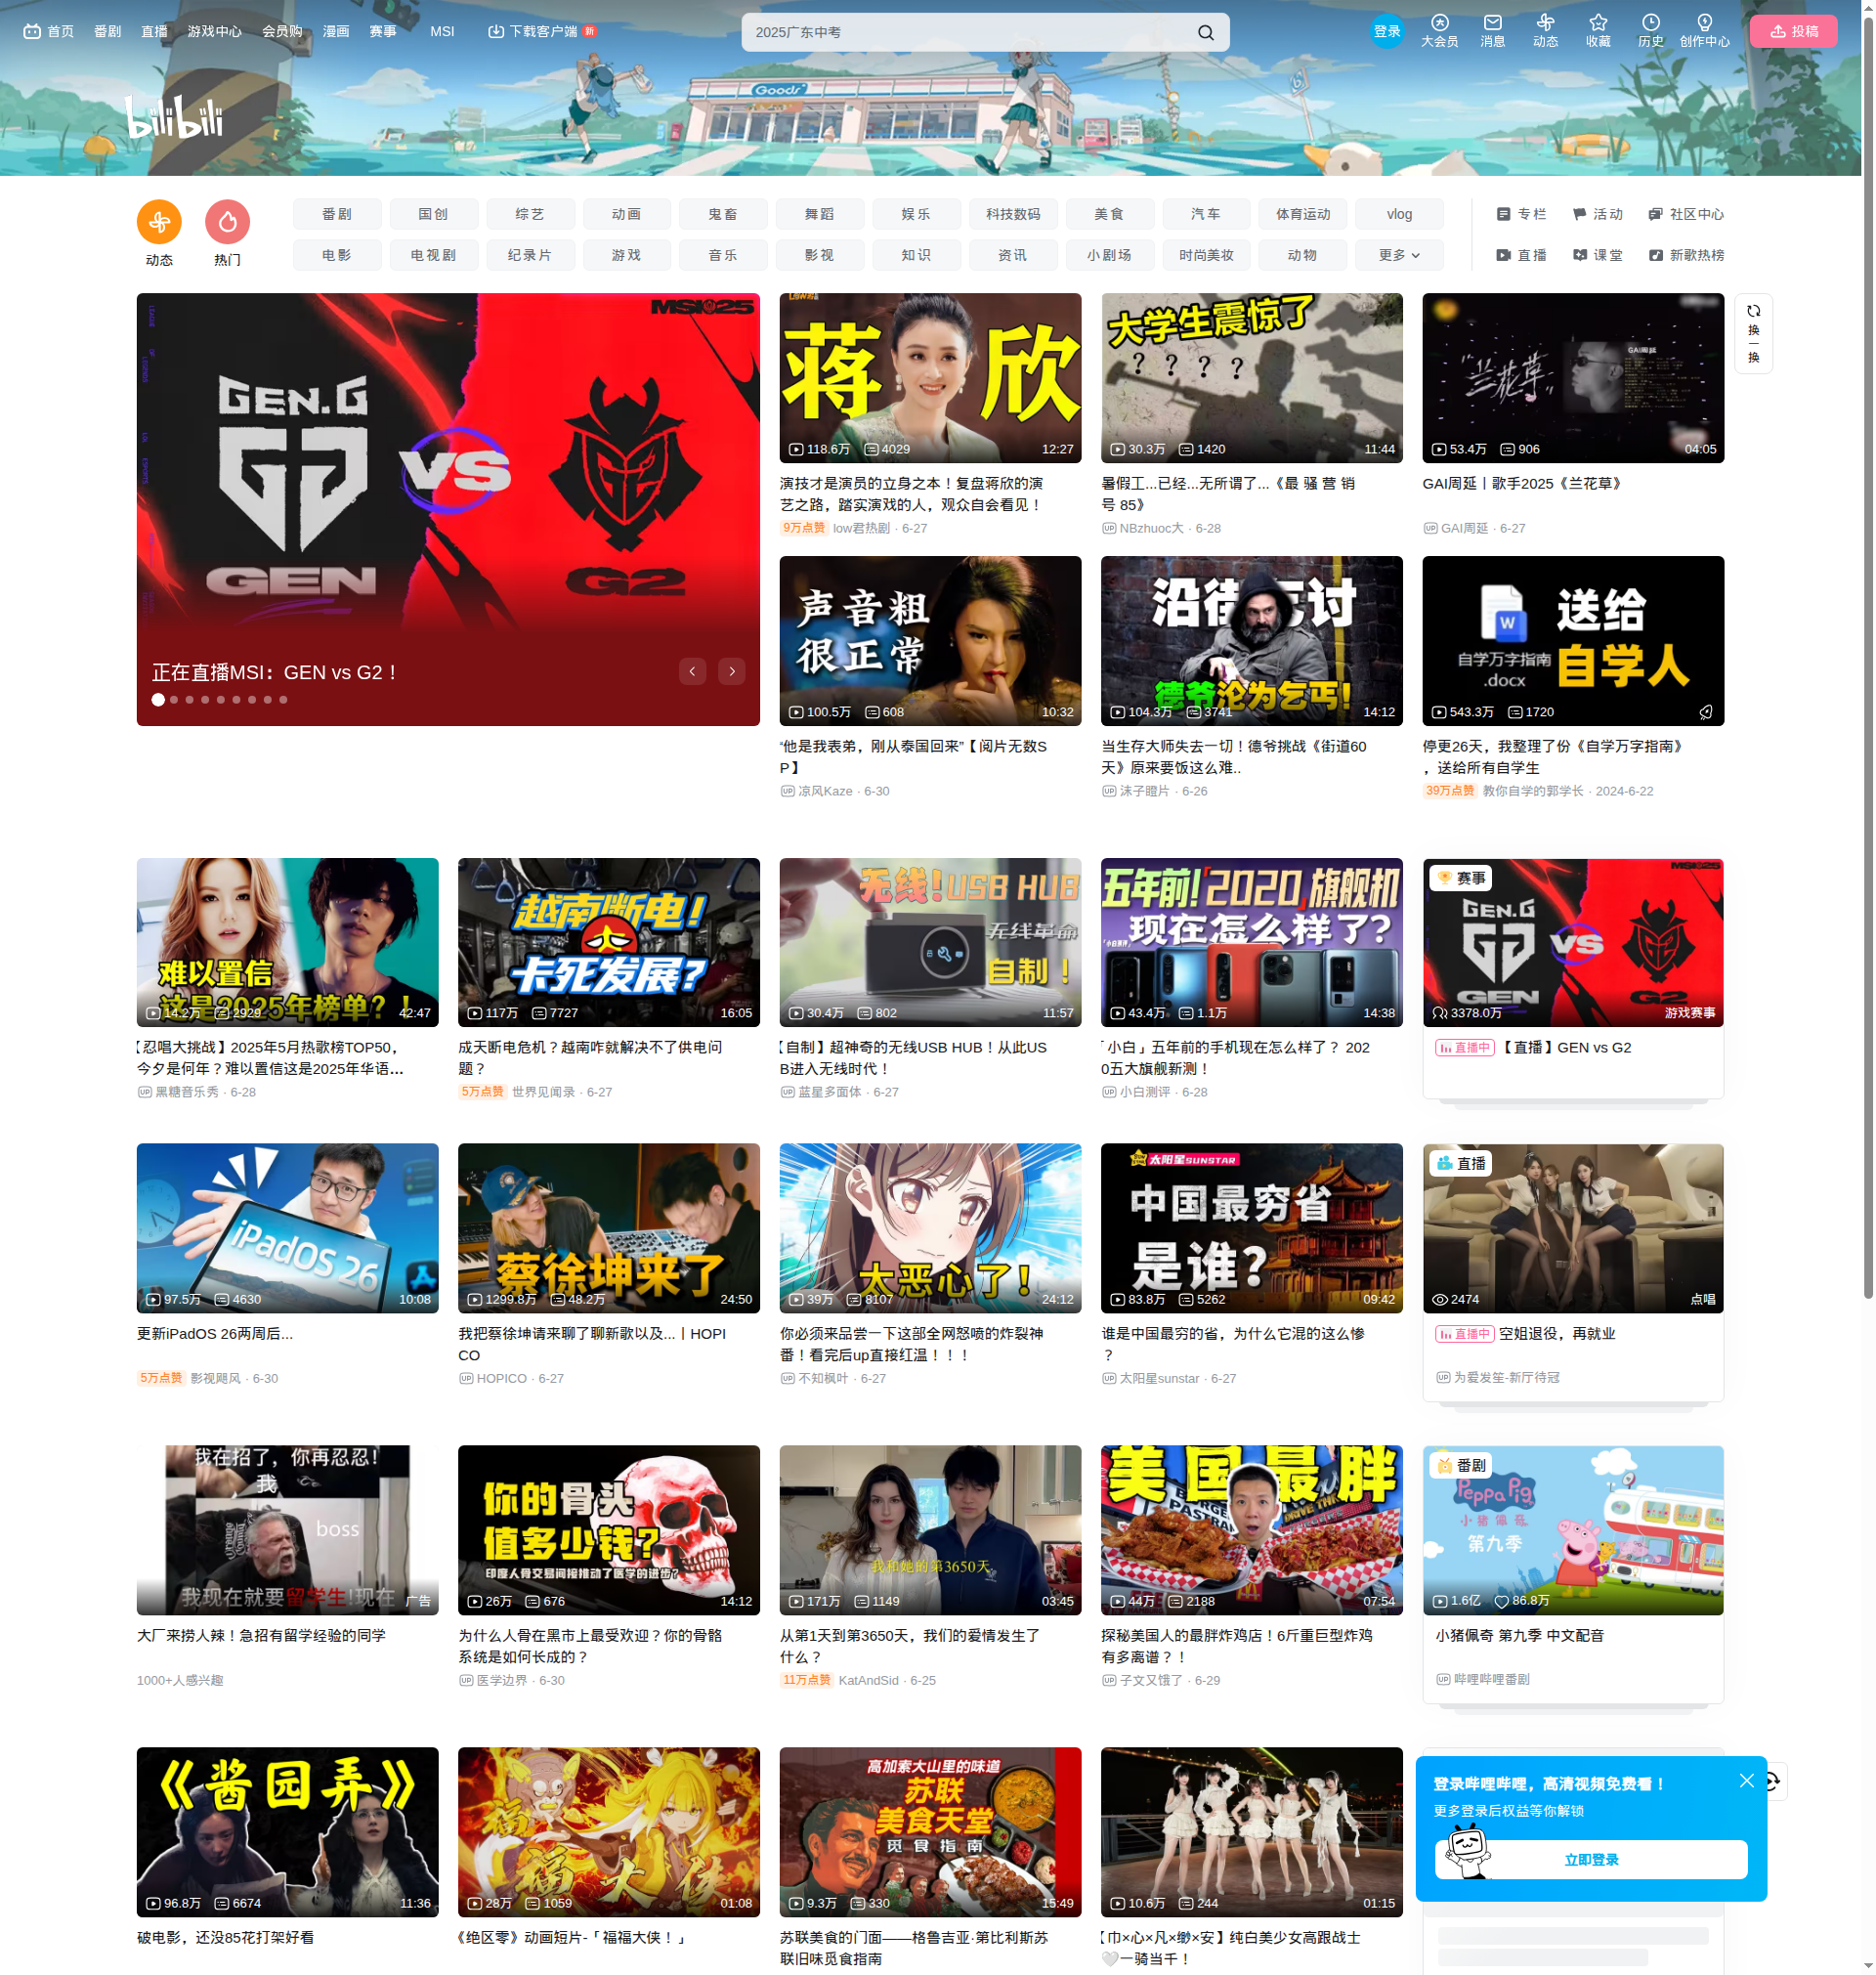 首页 番剧 直播 游戏中心 会员购 漫画 赛事 MSI 下载客户端 新
2025广东中考
登录 大会员 消息 动态 收藏 历史 创作中心 投稿
bilibili
Goods
动态 热门
番剧 国创 综艺 动画 鬼畜 舞蹈 娱乐 科技数码 美食 汽车 体育运动 vlog
电影 电视剧 纪录片 游戏 音乐 影视 知识 资讯 小剧场 时尚美妆 动物 更多
专栏 活动 社区中心
直播 课堂 新歌热榜
MSI 25
GEN.G
VS
GEN
G2
正在直播MSI：GEN vs G2！
换一换
蒋欣
118.6万 4029 12:27
演技才是演员的立身之本！复盘蒋欣的演
艺之路，踏实演戏的人，观众自会看见！
9万点赞 low君热剧 · 6-27
大学生震惊了
？？？？
30.3万 1420 11:44
暑假工...已经...无所谓了...《最 骚 营 销
号 85》
NBzhuoc大 · 6-28
GAI周延
“兰花草”
53.4万 906 04:05
GAI周延丨歌手2025《兰花草》
GAI周延 · 6-27
声音粗
很正常
100.5万 608 10:32
“他是我表弟，刚从泰国回来”【阅片无数S
P】
凉风Kaze · 6-30
沿街乞讨
德爷沦为乞丐!
104.3万 3741 14:12
当生存大师失去一切！德爷挑战《街道60
天》原来要饭这么难..
沫子瞪片 · 6-26
送给
自学人
自学万字指南
.docx
543.3万 1720
停更26天，我整理了份《自学万字指南》
，送给所有自学生
39万点赞 教你自学的郭学长 · 2024-6-22
难以置信
这是2025年榜单？！
14.2万 2929 42:47
【忍唱大挑战】2025年5月热歌榜TOP50，
今夕是何年？难以置信这是2025年华语...
黑糖音乐秀 · 6-28
越南断电！
卡死发展？
117万 7727 16:05
成天断电危机？越南咋就解决不了供电问
题？
5万点赞 世界见闻录 · 6-27
无线！USB HUB
无线革命
自制！
30.4万 802 11:57
【自制】超神奇的无线USB HUB！从此US
B进入无线时代！
蓝星多面体 · 6-27
五年前!「2020」旗舰机
现在怎么样了？
43.4万 1.1万 14:38
「小白」五年前的手机现在怎么样了？ 202
0五大旗舰新测！
小白测评 · 6-28
赛事
MSI 25
GEN.G
VS
GEN
G2
3378.0万 游戏赛事
直播中 【直播】GEN vs G2
iPadOS 26
97.5万 4630 10:08
更新iPadOS 26两周后...
5万点赞 影视飓风 · 6-30
蔡徐坤来了
1299.8万 48.2万 24:50
我把蔡徐坤请来聊了聊新歌以及...丨HOPI
CO
HOPICO · 6-27
太恶心了！
39万 8107 24:12
你必须来品尝一下这部全网怒喷的炸裂神
番！看完后up直接红温！！！
不知枫叶 · 6-27
太阳星SUNSTAR
中国最穷省
是谁？
83.8万 5262 09:42
谁是中国最穷的省，为什么它混的这么惨
？
太阳星sunstar · 6-27
直播
2474 点唱
直播中 空姐退役，再就业
为爱发笙-新厅待冠
我在招了，你再忍忍！
我
boss
我现在就要留学生!现在
广告
大厂来捞人辣！急招有留学经验的同学
1000+人感兴趣
你的骨头
值多少钱？
印度人骨交易间接推动了医学的进步？
26万 676 14:12
为什么人骨在黑市上最受欢迎？你的骨骼
系统是如何长成的？
医学边界 · 6-30
我和她的第3650天
171万 1149 03:45
从第1天到第3650天，我们的爱情发生了
什么？
11万点赞 KatAndSid · 6-25
美国最胖
44万 2188 07:54
探秘美国人的最胖炸鸡店！6斤重巨型炸鸡
有多离谱？！
子文又饿了 · 6-29
番剧
Peppa Pig
小猪佩奇
第九季
1.6亿 86.8万
小猪佩奇 第九季 中文配音
哔哩哔哩番剧
《酱园弄》
96.8万 6674 11:36
破电影，还没85花打架好看
福福大侠
28万 1059 01:08
《绝区零》动画短片-「福福大侠！」
高加索大山里的味道
苏联
美食天堂
觅食指南
9.3万 330 15:49
苏联美食的门面——格鲁吉亚·第比利斯苏
联旧味觅食指南
10.6万 244 01:15
【巾×心×凡×缈×安】纯白美少女高跟战士
🤍一骑当千！
登录哔哩哔哩，高清视频免费看！
更多登录后权益等你解锁
立即登录